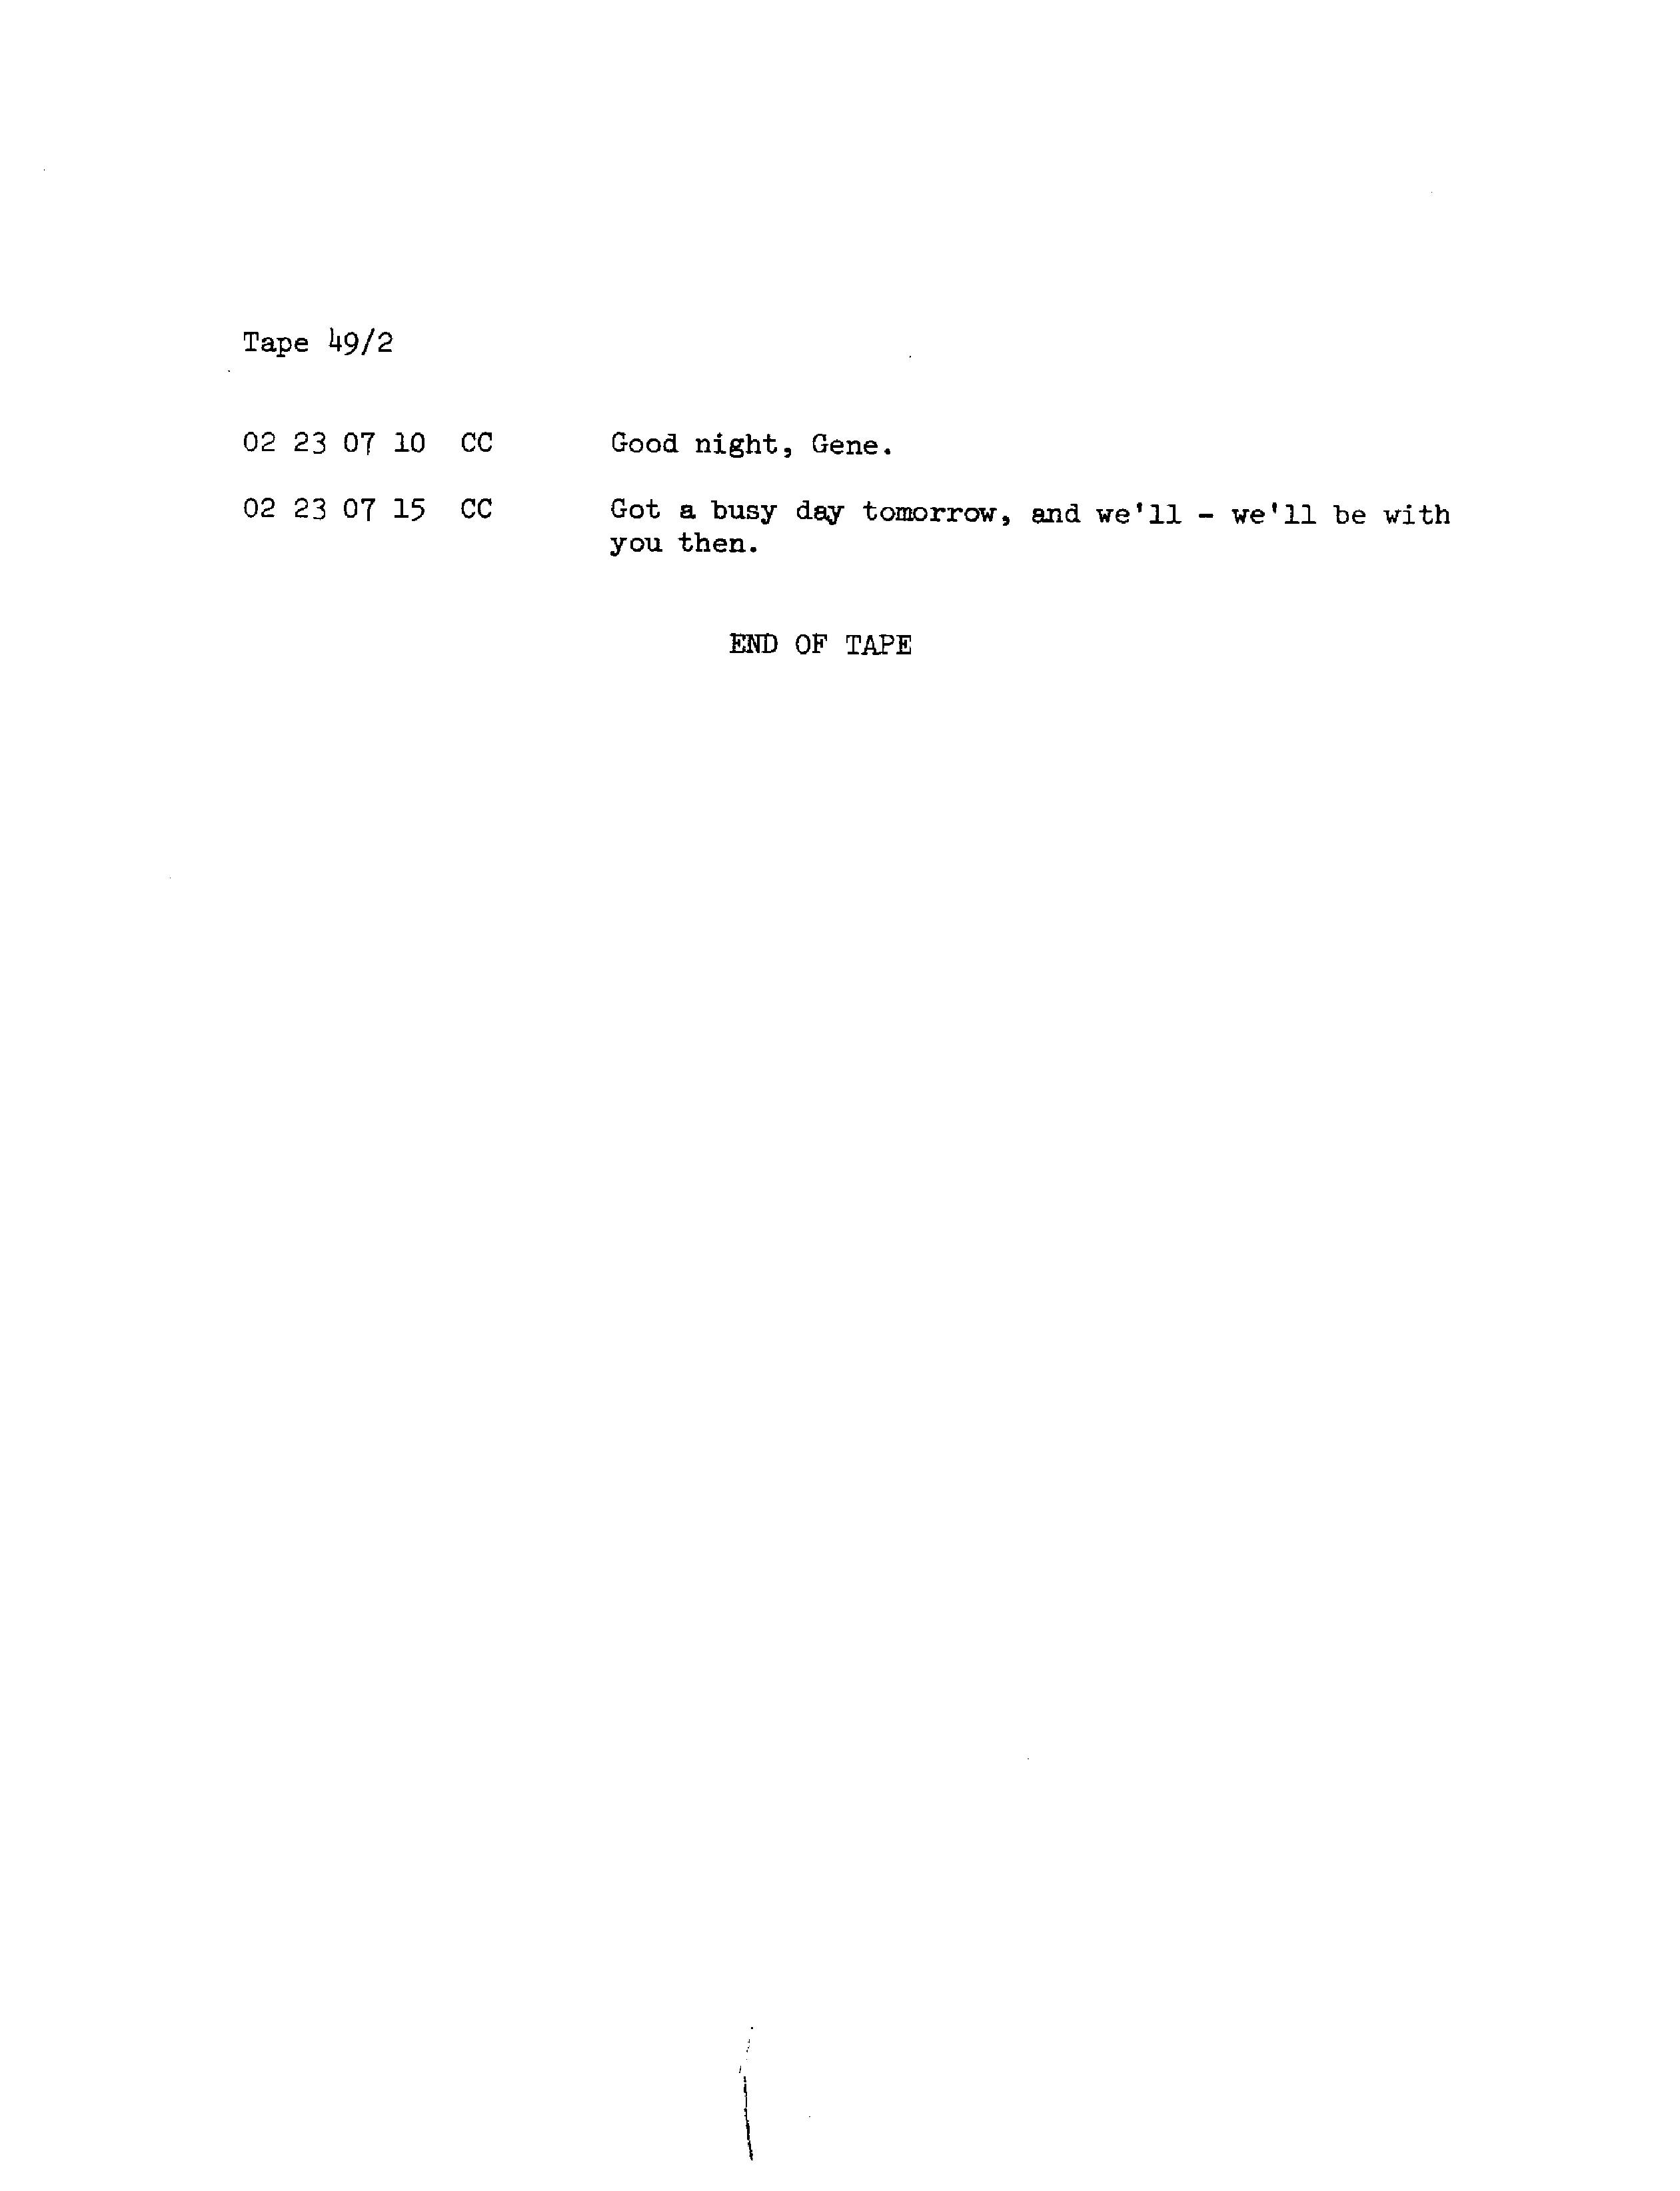 Tape 49/2
02 23 07 10 CC Good night, Gene.
02 23 07 15 CC Got a busy day tomorrow, and we'll - we'll be with
you then.
END OF TAPE